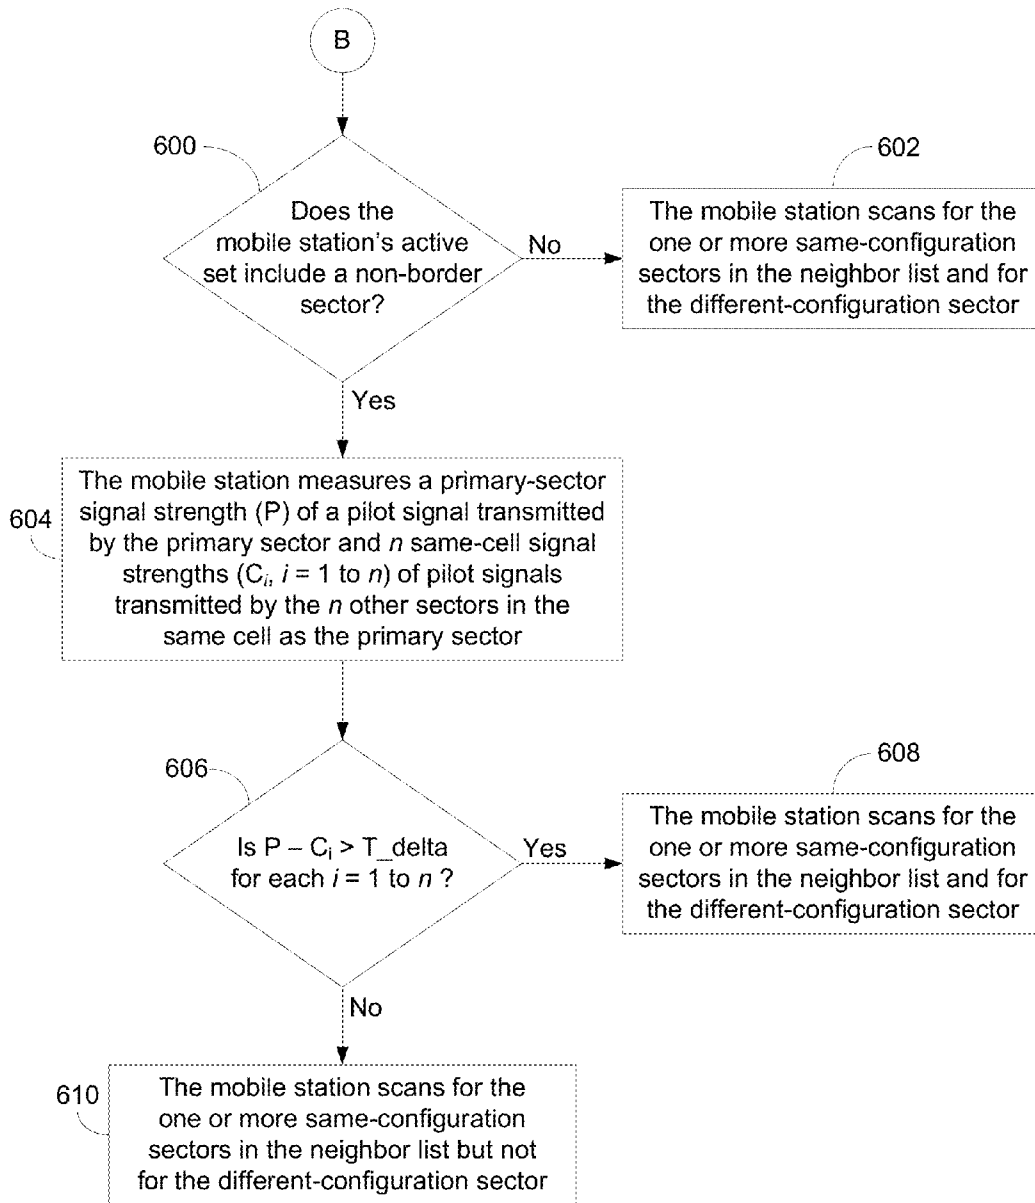 B
600
Does the
mobile station's active
set include a non-border
sector?
No
602
The mobile station scans for the
one or more same-configuration
sectors in the neighbor list and for
the different-configuration sector
Yes
604
The mobile station measures a primary-sector
signal strength (P) of a pilot signal transmitted
by the primary sector and n same-cell signal
strengths (Ci, i = 1 to n) of pilot signals
transmitted by the n other sectors in the
same cell as the primary sector
606
Is P – Ci > T_delta
for each i = 1 to n ?
Yes
608
The mobile station scans for the
one or more same-configuration
sectors in the neighbor list and for
the different-configuration sector
No
610
The mobile station scans for the
one or more same-configuration
sectors in the neighbor list but not
for the different-configuration sector